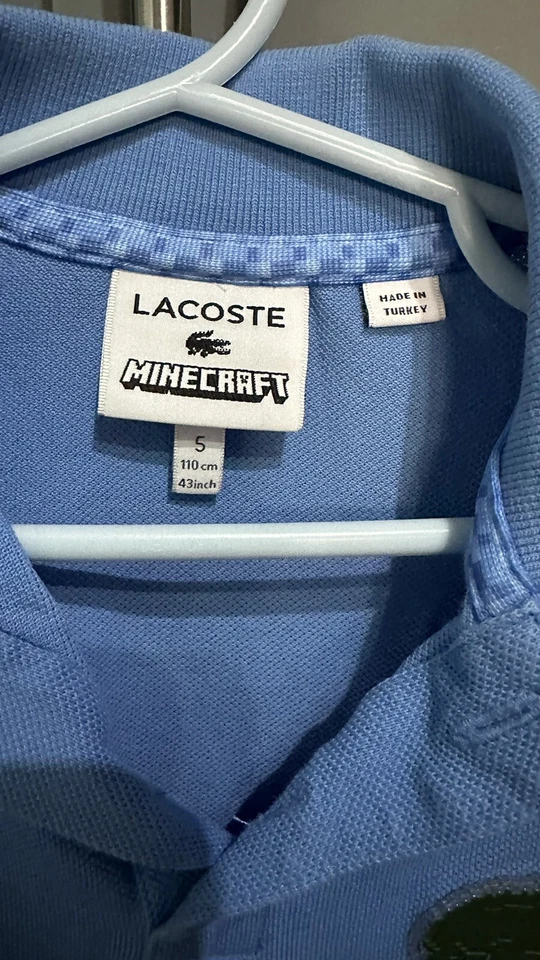 LACOSTE
MINECRAFT
MADE IN
TURKEY
5
110 cm
43inch